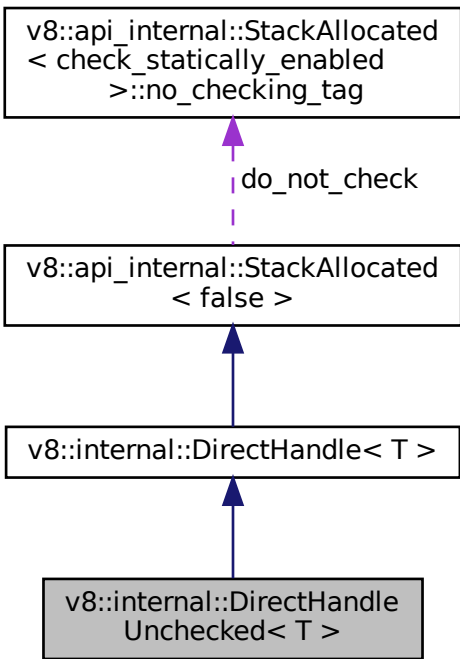 v8::api_internal::StackAllocated
< check_statically_enabled
>::no_checking_tag
do_not_check
v8::api_internal::StackAllocated
< false >
v8::internal::DirectHandle< T >
v8::internal::DirectHandle
Unchecked< T >